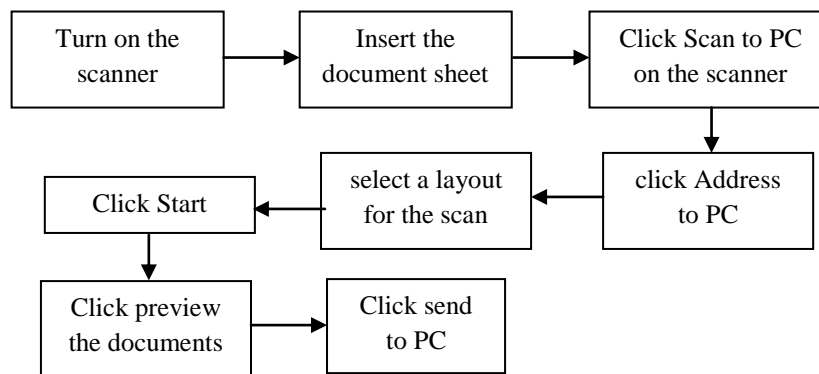 Turn on the
scanner
Insert the
document sheet
Click Scan to PC
on the scanner
click Address
to PC
select a layout
for the scan
Click Start
Click preview
the documents
Click send
to PC